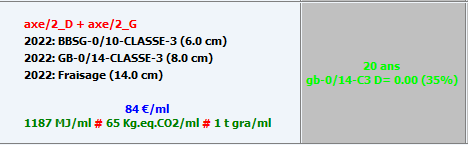 axe/2_D + axe/2_G
2022: BBSG-0/10-CLASSE-3 (6.0 cm)
2022: GB-0/14-CLASSE-3 (8.0 cm)
2022: Fraisage (14.0 cm)
84 €/ml
1187 MJ/ml # 65 Kg.eq.CO2/ml # 1 t gra/ml
20 ans
gb-0/14-C3 D= 0.00 (35%)